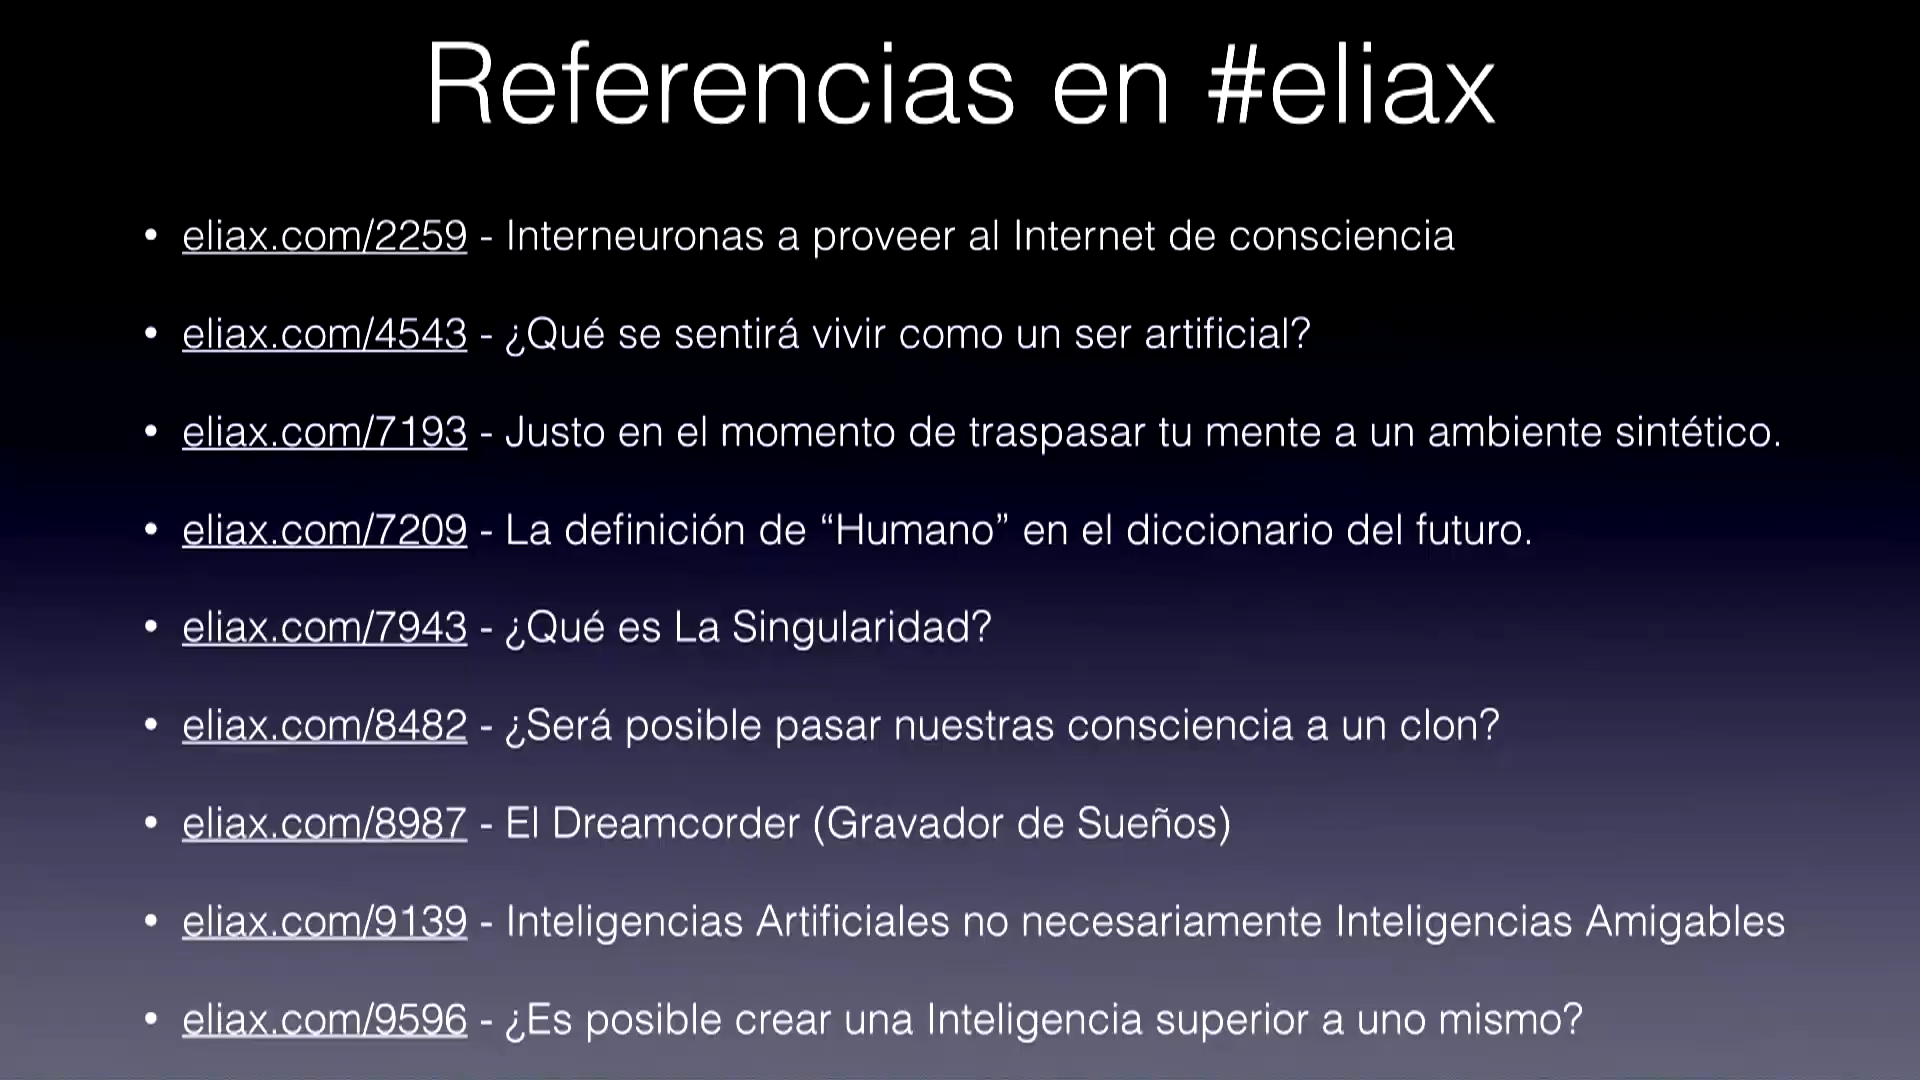 Referencias en #eliax
• eliax.com/2259 - Interneuronas a proveer al Internet de consciencia
• eliax.com/4543 - ¿Qué se sentirá vivir como un ser artificial?
• eliax.com/7193 - Justo en el momento de traspasar tu mente a un ambiente sintético.
• eliax.com/7209 - La definición de “Humano” en el diccionario del futuro.
• eliax.com/7943 - ¿Qué es La Singularidad?
• eliax.com/8482 - ¿Será posible pasar nuestras consciencia a un clon?
• eliax.com/8987 - El Dreamcorder (Gravador de Sueños)
• eliax.com/9139 - Inteligencias Artificiales no necesariamente Inteligencias Amigables
• eliax.com/9596 - ¿Es posible crear una Inteligencia superior a uno mismo?